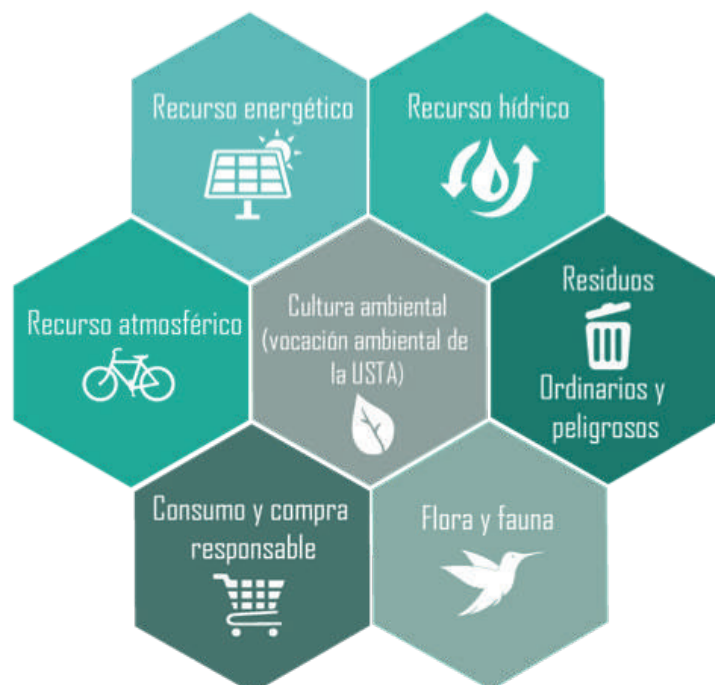 Recurso energético
Recurso hídrico
Recurso atmosférico
Cultura ambiental
(vocación ambiental de
la USTA)
Residuos
Ordinarios y
peligrosos
Consumo y compra
responsable
Flora y fauna